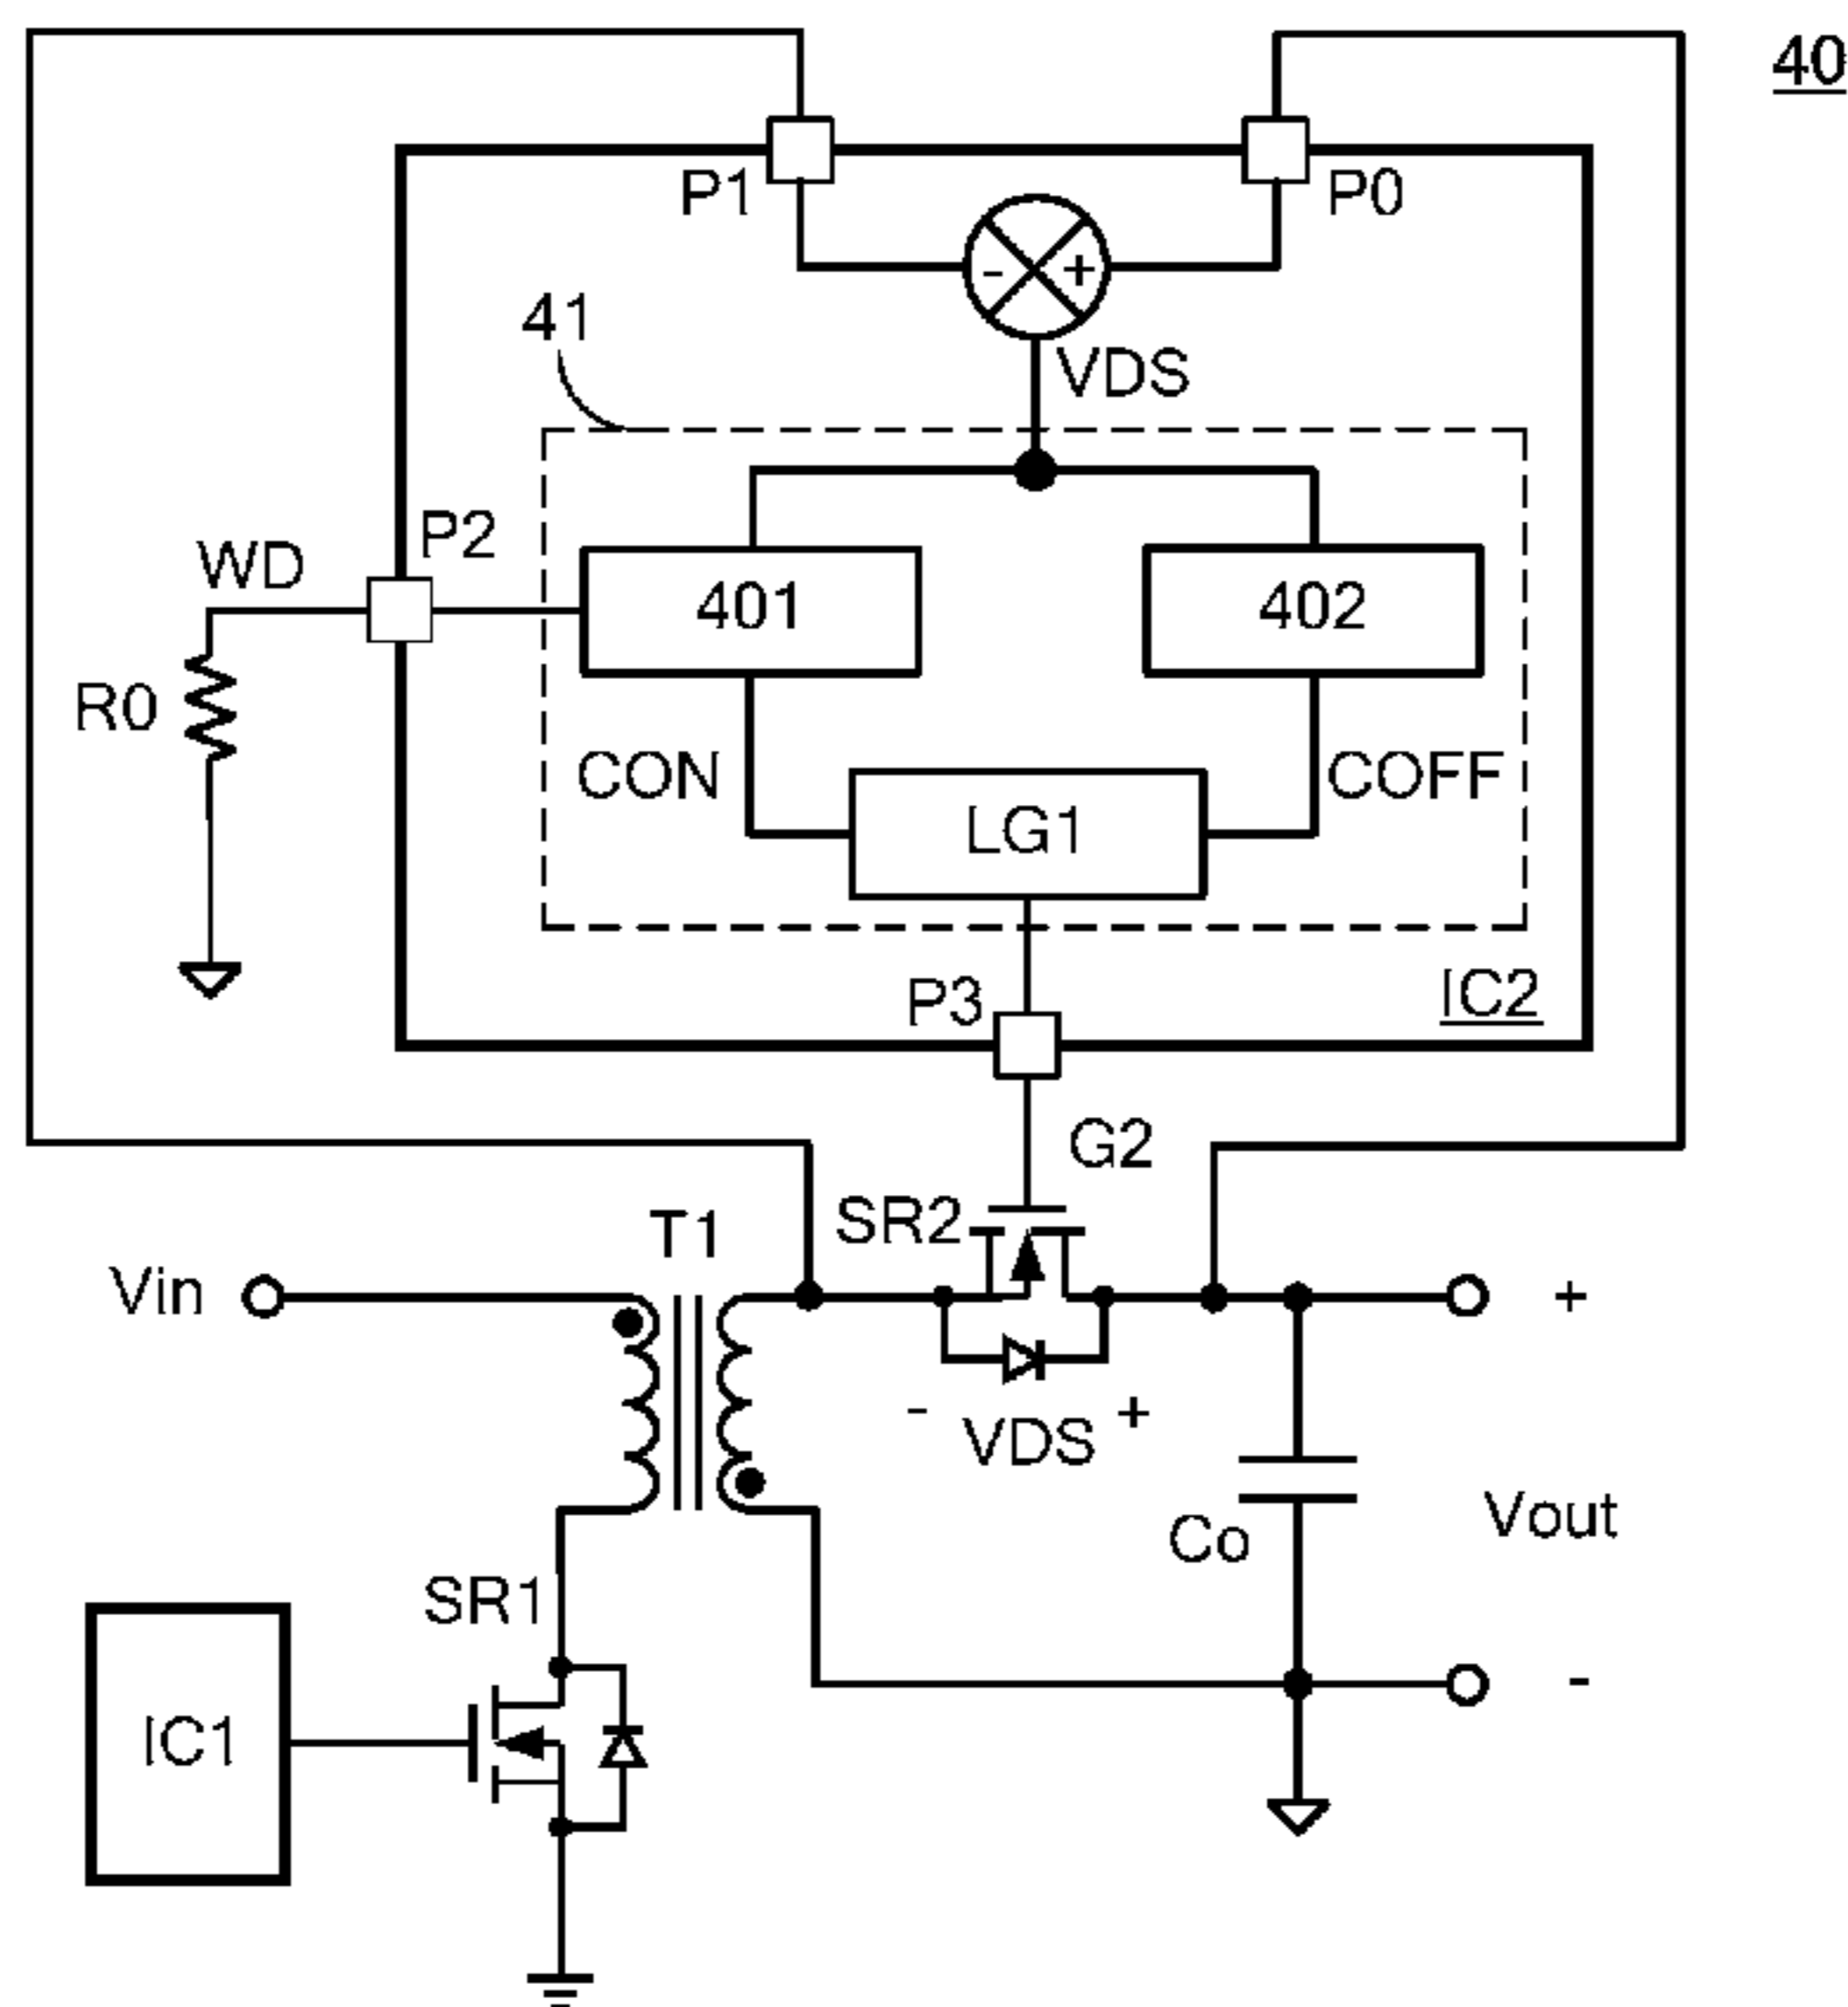 40
P1
P0
- +
41
VDS
P2
WD
401
402
R0
CON
COFF
LG1
P3
IC2
G2
SR2
T1
Vin
+
- +
VDS
Vout
Co
SR1
-
IC1